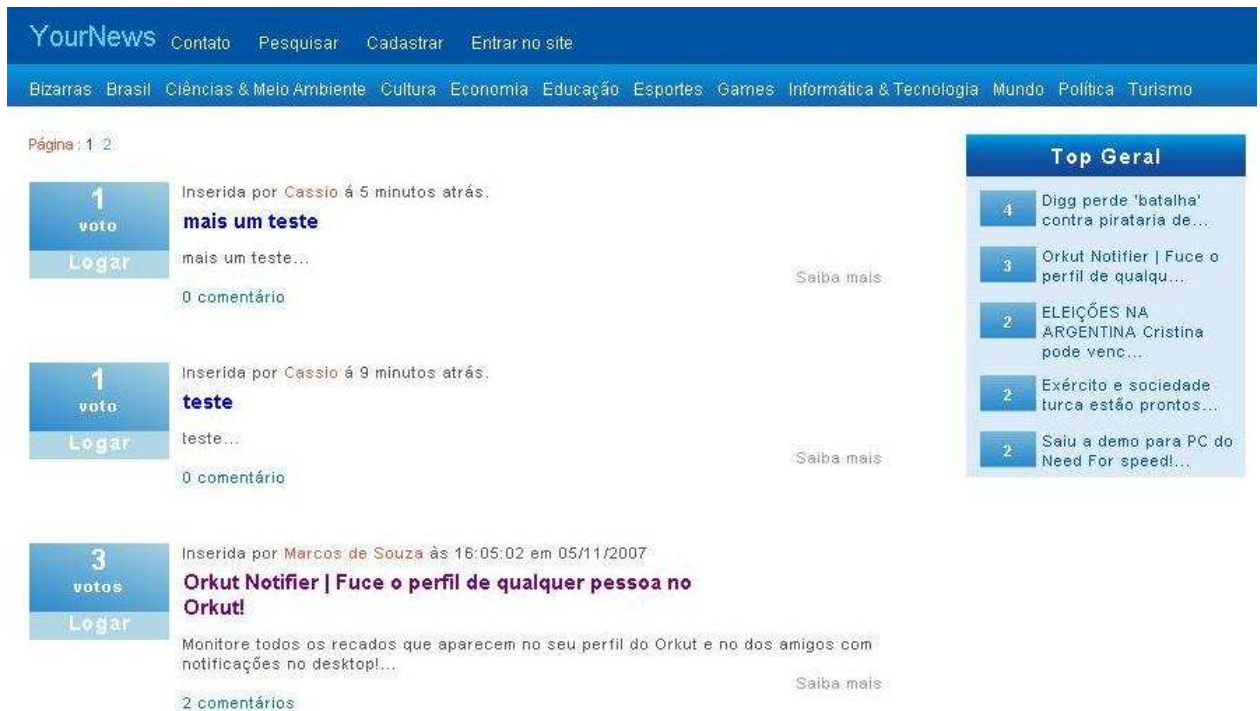 YourNews Contato Pesquisar Cadastrar Entrar no site
Bizarras Brasil Ciências & Meio Ambiente Cultura Economia Educação Esportes Games Informática & Tecnologia Mundo Política Turismo
Página : 1 2
1
voto
Logar
Inserida por Cassio á 5 minutos atrás.
mais um teste
mais um teste...
Saiba mais
0 comentário
1
voto
Logar
Inserida por Cassio á 9 minutos atrás.
teste
teste...
Saiba mais
0 comentário
3
votos
Logar
Inserida por Marcos de Souza às 16:05:02 em 05/11/2007
Orkut Notifier | Fuce o perfil de qualquer pessoa no
Orkut!
Monitore todos os recados que aparecem no seu perfil do Orkut e no dos amigos com
notificações no desktop!...
Saiba mais
2 comentários
Top Geral
4
Digg perde 'batalha'
contra pirataria de...
3
Orkut Notifier | Fuce o
perfil de qualqu...
2
ELEIÇÕES NA
ARGENTINA Cristina
pode venc...
2
Exército e sociedade
turca estão prontos...
2
Saiu a demo para PC do
Need For speed!...